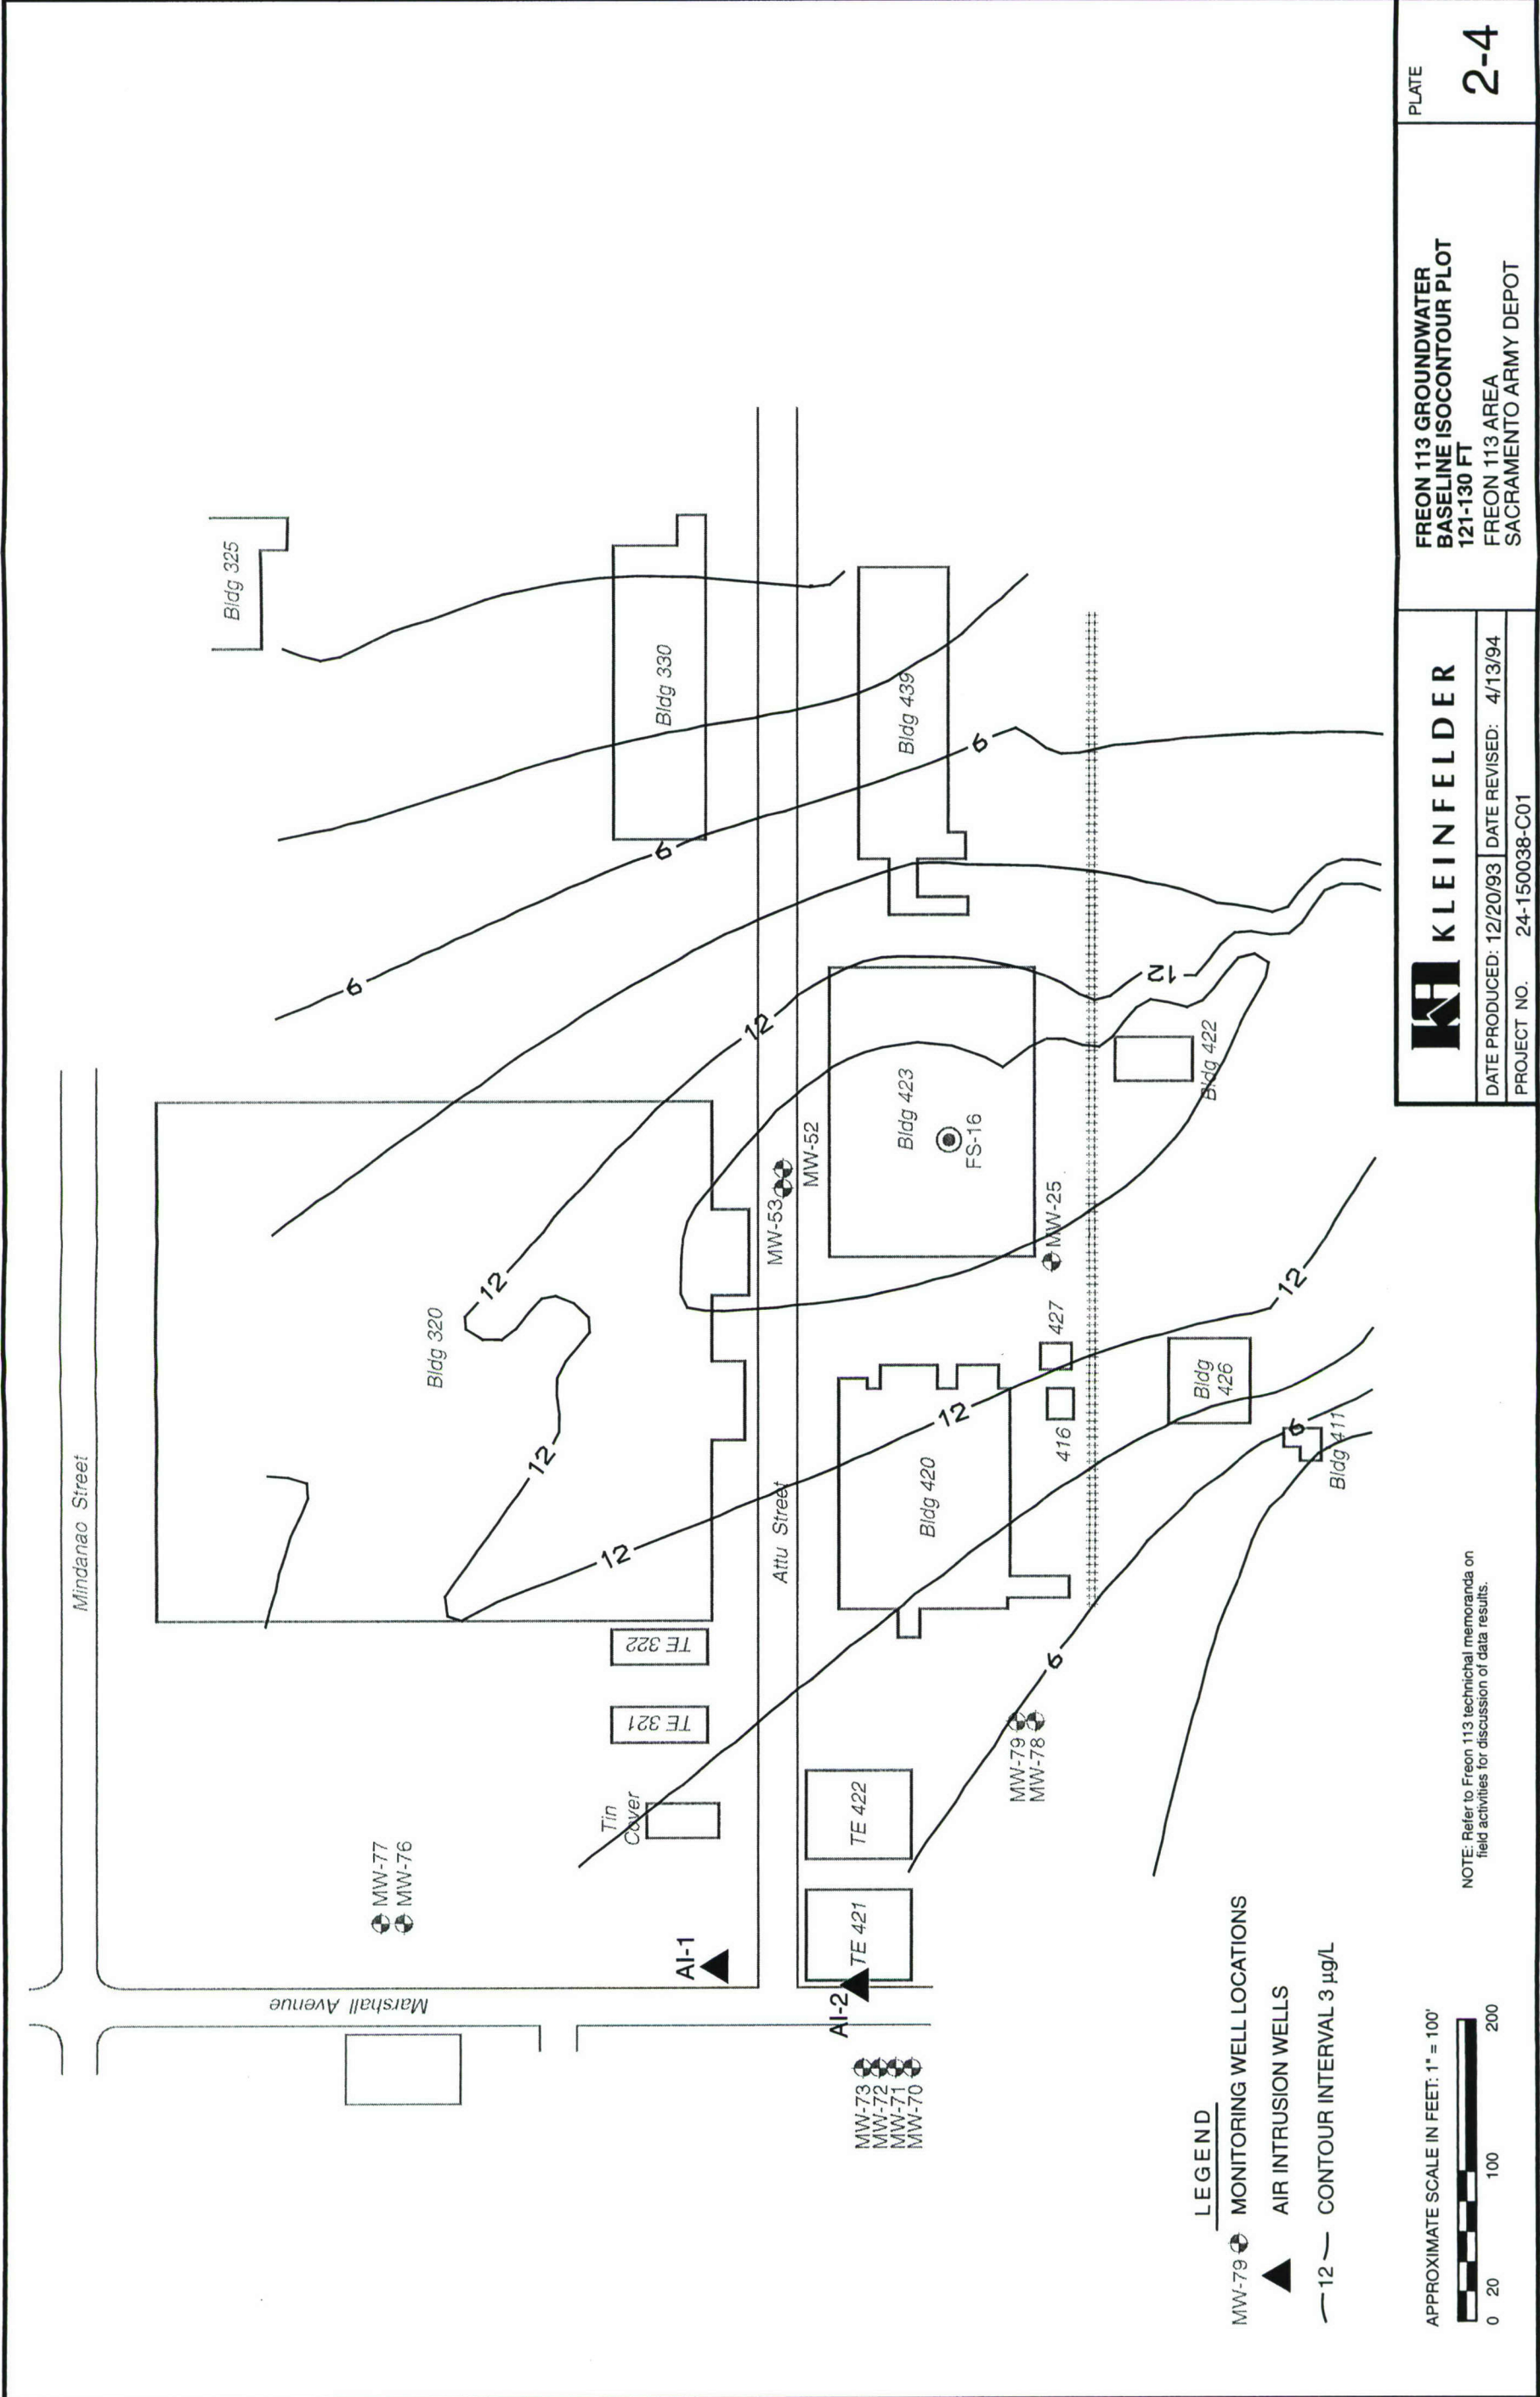 Mindanao Street
Marshall Avenue
Bldg 325
MW-77
MW-76
Bldg 320
6
12
12
Tin
Cover
TE 321
TE 322
12
Bldg 330
6
AI-1
Attu Street
MW-53
MW-52
12
AI-2
TE 421
TE 422
Bldg 420
12
Bldg 423
FS-16
Bldg 439
6
MW-73
MW-72
MW-71
MW-70
MW-79
MW-78
6
416
427
MW-25
12
Bldg
426
Bldg 422
12
6
Bldg 411
LEGEND
MW-79 MONITORING WELL LOCATIONS
AIR INTRUSION WELLS
12 CONTOUR INTERVAL 3 µg/L
APPROXIMATE SCALE IN FEET: 1" = 100'
0 20 100 200
NOTE: Refer to Freon 113 technichal memoranda on
field activities for discussion of data results.
KLEINFELDER
DATE PRODUCED: 12/20/93 DATE REVISED: 4/13/94
PROJECT NO. 24-150038-C01
FREON 113 GROUNDWATER
BASELINE ISOCONTOUR PLOT
121-130 FT
FREON 113 AREA
SACRAMENTO ARMY DEPOT
PLATE
2-4